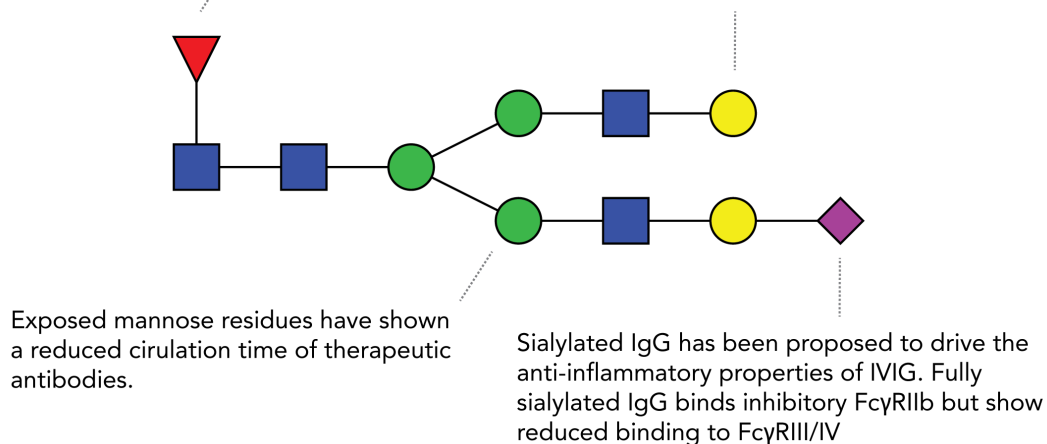 Exposed mannose residues have shown
a reduced cirulation time of therapeutic
antibodies.
Sialylated IgG has been proposed to drive the
anti-inflammatory properties of IVIG. Fully
sialylated IgG binds inhibitory FcγRIIb but show
reduced binding to FcγRIII/IV